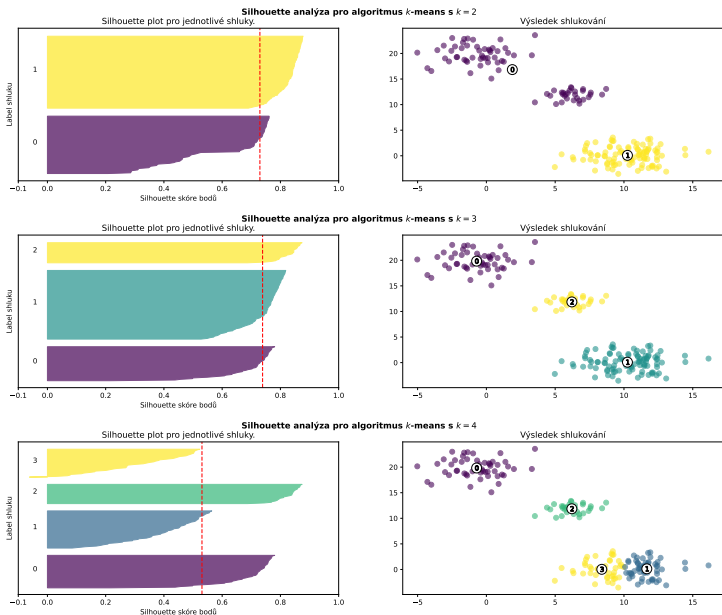 Silhouette analýza pro algoritmus k-means s k = 2
Silhouette plot pro jednotlivé shluky.
Label shluku
1
0
−0.1 0.0 0.2 0.4 0.6 0.8 1.0
Silhouette skóre bodů
Výsledek shlukování
20
15
10
5
0
−5 0 5 10 15
0
1
Silhouette analýza pro algoritmus k-means s k = 3
Silhouette plot pro jednotlivé shluky.
Label shluku
2
1
0
−0.1 0.0 0.2 0.4 0.6 0.8 1.0
Silhouette skóre bodů
Výsledek shlukování
20
15
10
5
0
−5 0 5 10 15
0
2
1
Silhouette analýza pro algoritmus k-means s k = 4
Silhouette plot pro jednotlivé shluky.
Label shluku
3
2
1
0
−0.1 0.0 0.2 0.4 0.6 0.8 1.0
Silhouette skóre bodů
Výsledek shlukování
20
15
10
5
0
−5 0 5 10 15
0
2
3 1